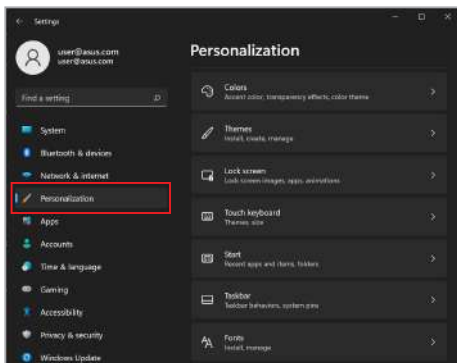 Settings
user@asus.com
user@asus.com
Find a setting
System
Bluetooth & devices
Network & internet
Personalization
Apps
Accounts
Time & language
Gaming
Accessibility
Privacy & security
Windows Update
Personalization
Colors
Accent color, transparency effects, color theme
Themes
Install, create, manage
Lock screen
Lock screen images, apps, animations
Touch keyboard
Themes, size
Start
Recent apps and items, folders
Taskbar
Taskbar behaviors, system pins
Fonts
Install, manage